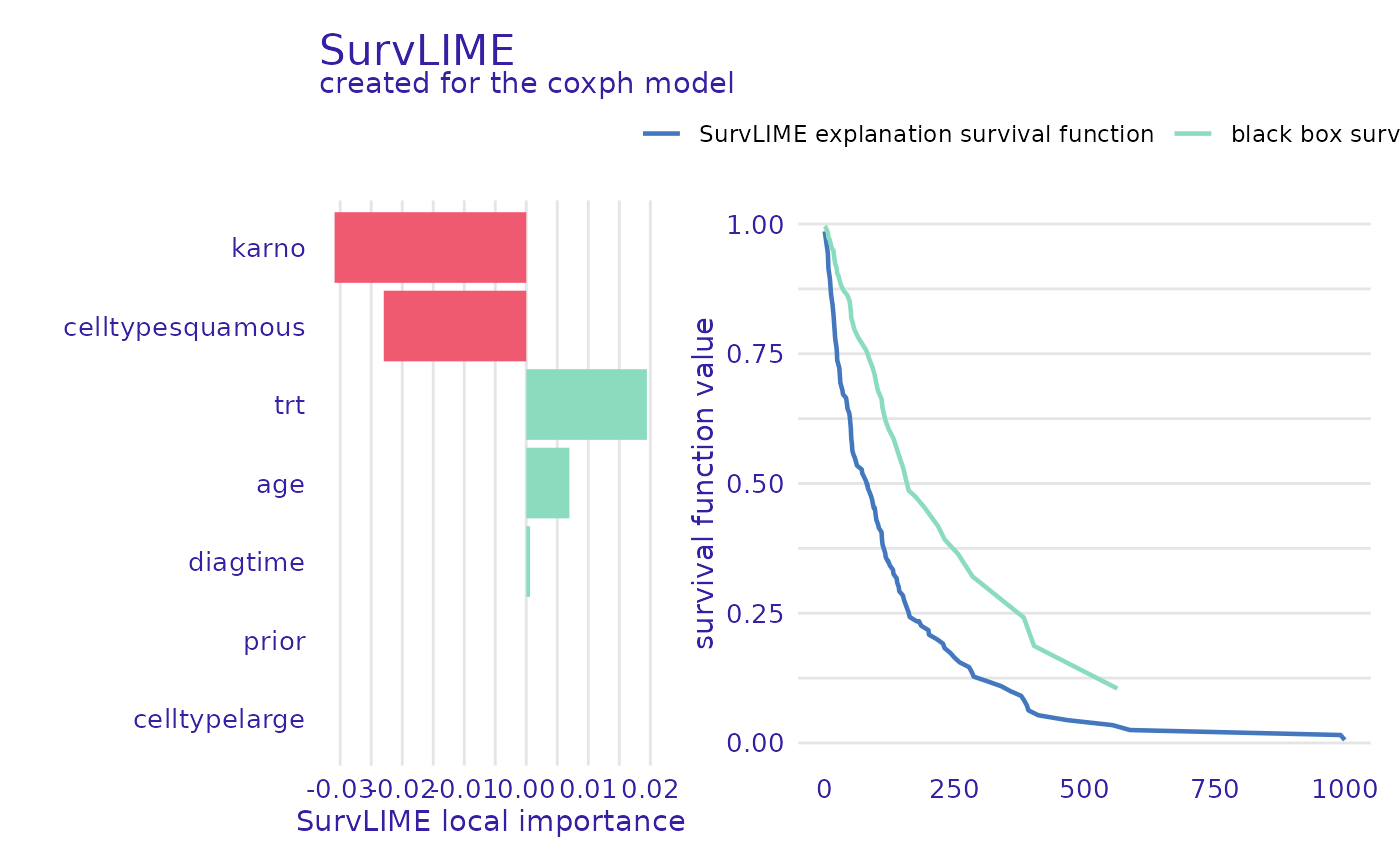 SurvLIME
created for the coxph model
SurvLIME explanation survival function
black box surv
karno
celltypesquamous
trt
age
diagtime
prior
celltypelarge
-0.03 -0.02 -0.01 0.00 0.01 0.02
SurvLIME local importance
survival function value
1.00
0.75
0.50
0.25
0.00
0 250 500 750 1000